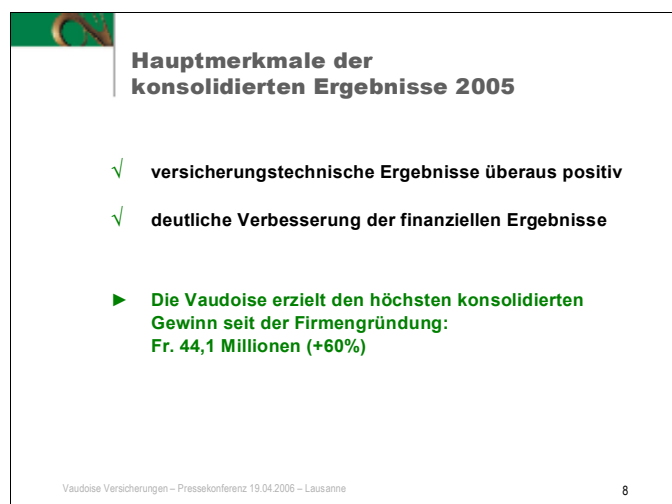 Hauptmerkmale der
konsolidierten Ergebnisse 2005
√ versicherungstechnische Ergebnisse überaus positiv
√ deutliche Verbesserung der finanziellen Ergebnisse
► Die Vaudoise erzielt den höchsten konsolidierten
Gewinn seit der Firmengründung:
Fr. 44,1 Millionen (+60%)
Vaudoise Versicherungen – Pressekonferenz 19.04.2006 – Lausanne
8